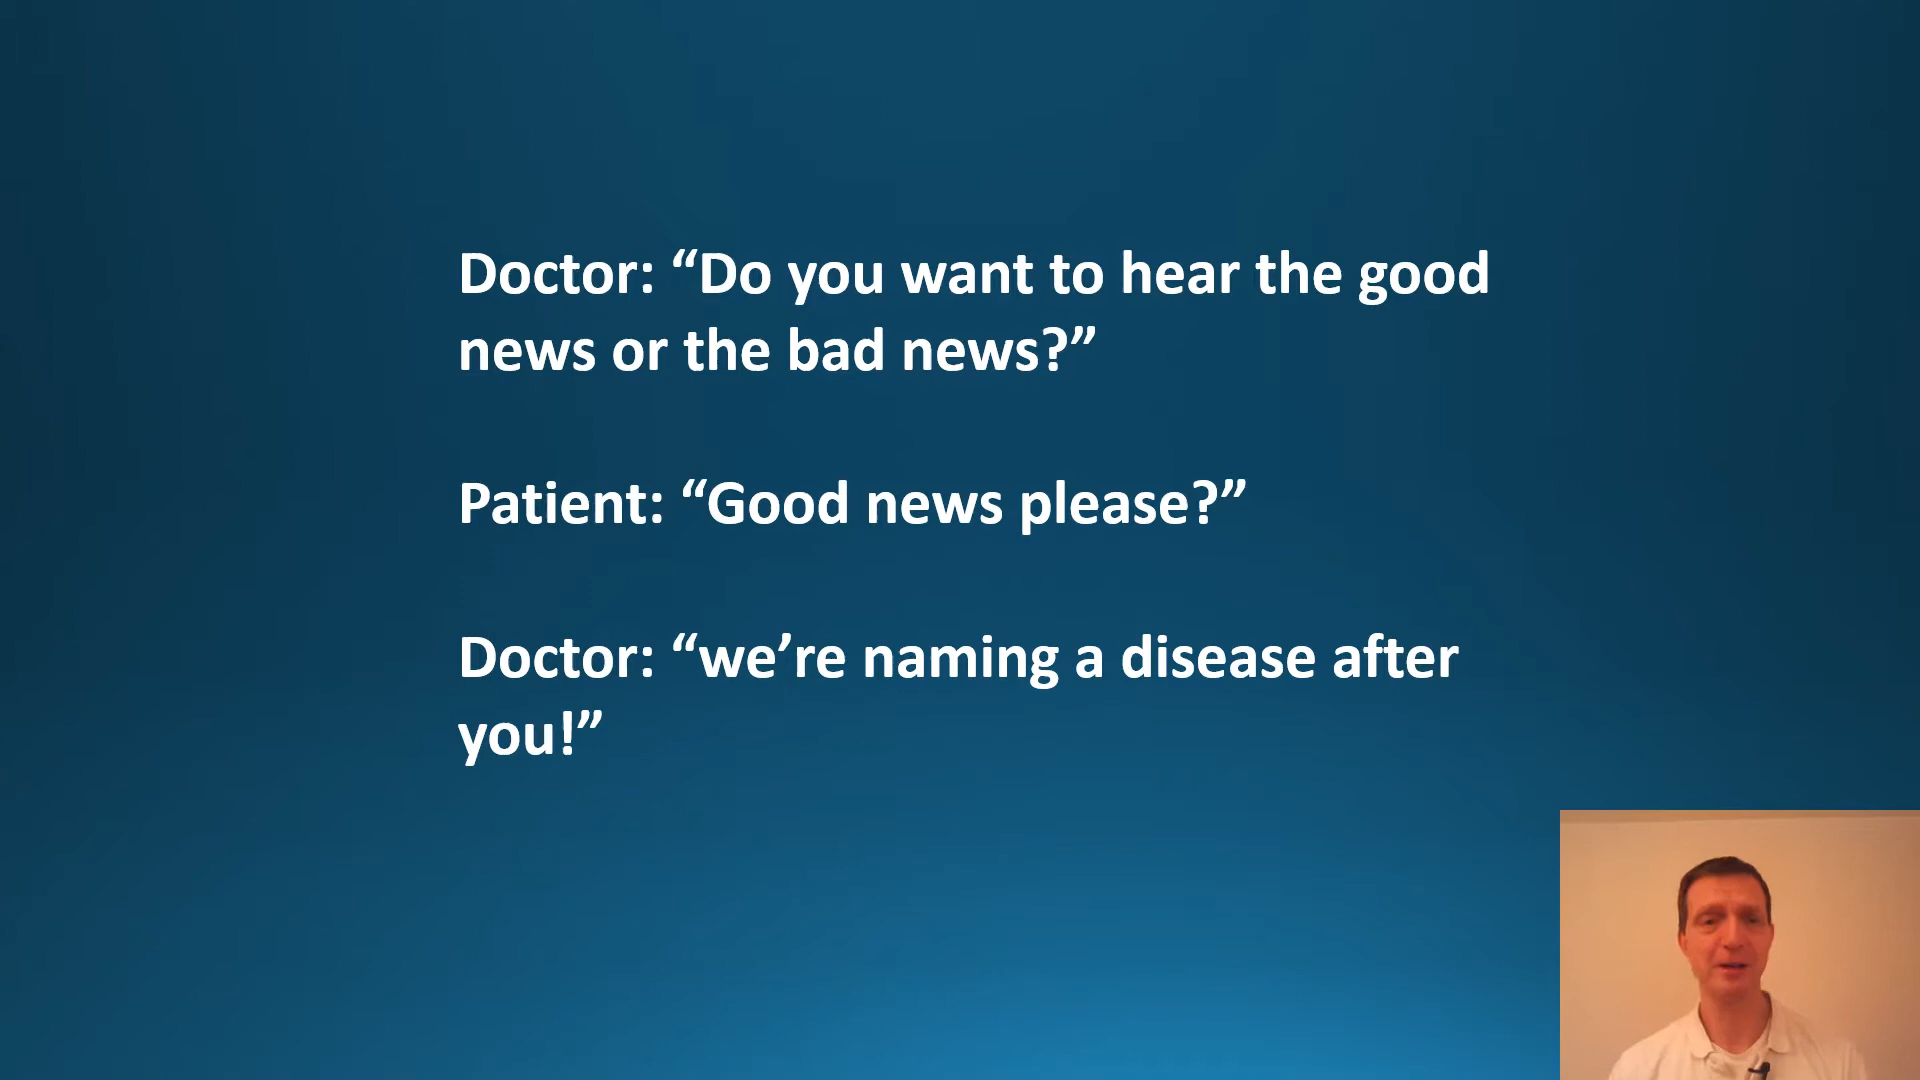 Doctor: “Do you want to hear the good
news or the bad news?”
Patient: “Good news please?”
Doctor: “we’re naming a disease after
you!”